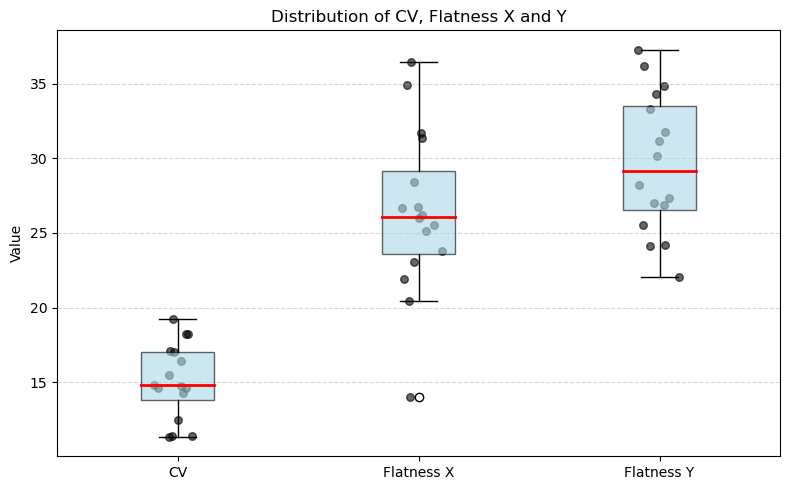 Distribution of CV, Flatness X and Y
35
30
25
20
15
Value
CV
Flatness X
Flatness Y